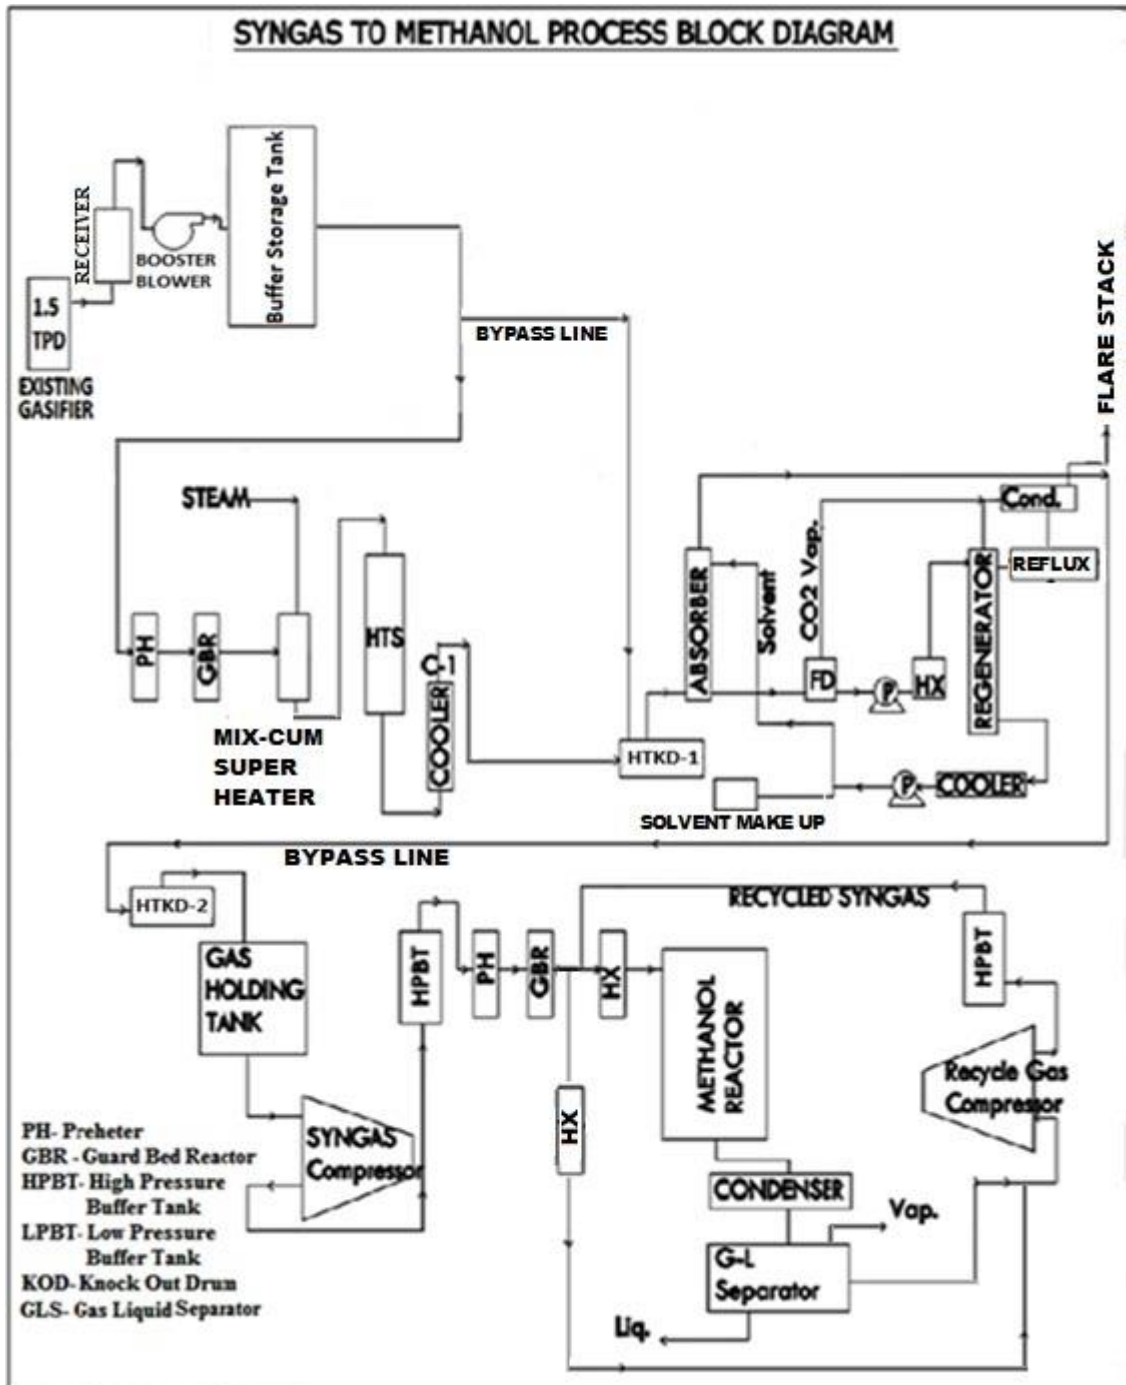 SYNGAS TO METHANOL PROCESS BLOCK DIAGRAM
RECEIVER
BOOSTER
BLOWER
Buffer Storage Tank
1.5
TPD
EXISTING
GASIFIER
BYPASS LINE
FLARE STACK
STEAM
PH
GBR
MIX-CUM
SUPER
HEATER
HTS
C-1
COOLER
HTKD-1
ABSORBER
Solvent
CO2 Vap.
FD
P
HX
REGENERATOR
Cond.
REFLUX
P
COOLER
SOLVENT MAKE UP
BYPASS LINE
HTKD-2
GAS
HOLDING
TANK
SYNGAS
Compressor
HPBT
PH
GBR
HX
HX
RECYCLED SYNGAS
METHANOL
REACTOR
CONDENSER
G-L
Separator
Vap.
Liq.
HPBT
Recycle Gas
Compressor
PH- Preheter
GBR - Guard Bed Reactor
HPBT- High Pressure
Buffer Tank
LPBT- Low Pressure
Buffer Tank
KOD- Knock Out Drum
GLS- Gas Liquid Separator